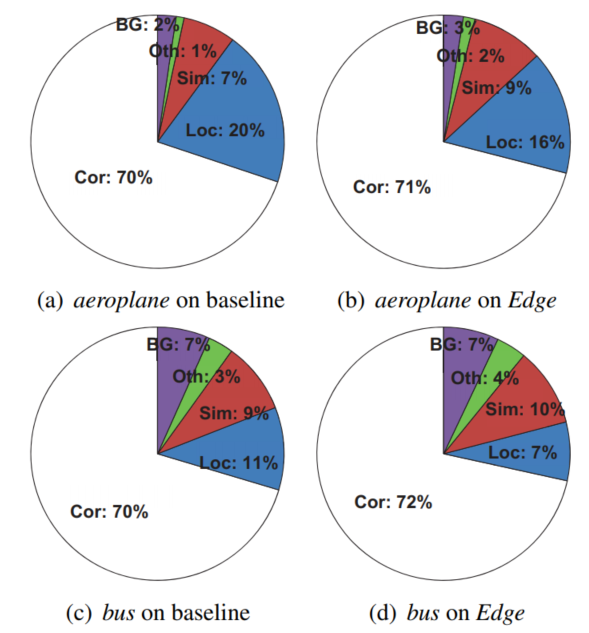 BG: 2%
Oth: 1%
Sim: 7%
Loc: 20%
Cor: 70%
(a) aeroplane on baseline
BG: 3%
Oth: 2%
Sim: 9%
Loc: 16%
Cor: 71%
(b) aeroplane on Edge
BG: 7%
Oth: 3%
Sim: 9%
Loc: 11%
Cor: 70%
(c) bus on baseline
BG: 7%
Oth: 4%
Sim: 10%
Loc: 7%
Cor: 72%
(d) bus on Edge